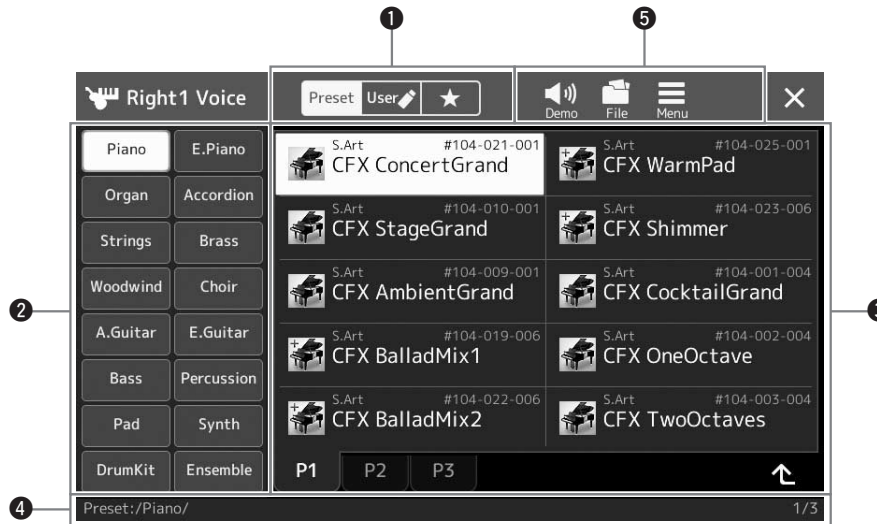 ❶ ❺
Right1 Voice Preset User ★ Demo File Menu ×
Piano E.Piano
Organ Accordion
Strings Brass
Woodwind Choir
A.Guitar E.Guitar
Bass Percussion
Pad Synth
DrumKit Ensemble
S.Art #104-021-001
CFX ConcertGrand
S.Art #104-025-001
CFX WarmPad
S.Art #104-010-001
CFX StageGrand
S.Art #104-023-006
CFX Shimmer
S.Art #104-009-001
CFX AmbientGrand
S.Art #104-001-004
CFX CocktailGrand
S.Art #104-019-006
CFX BalladMix1
S.Art #104-002-004
CFX OneOctave
S.Art #104-022-006
CFX BalladMix2
S.Art #104-003-004
CFX TwoOctaves
❷
P1 P2 P3
❹ Preset:/Piano/ 1/3